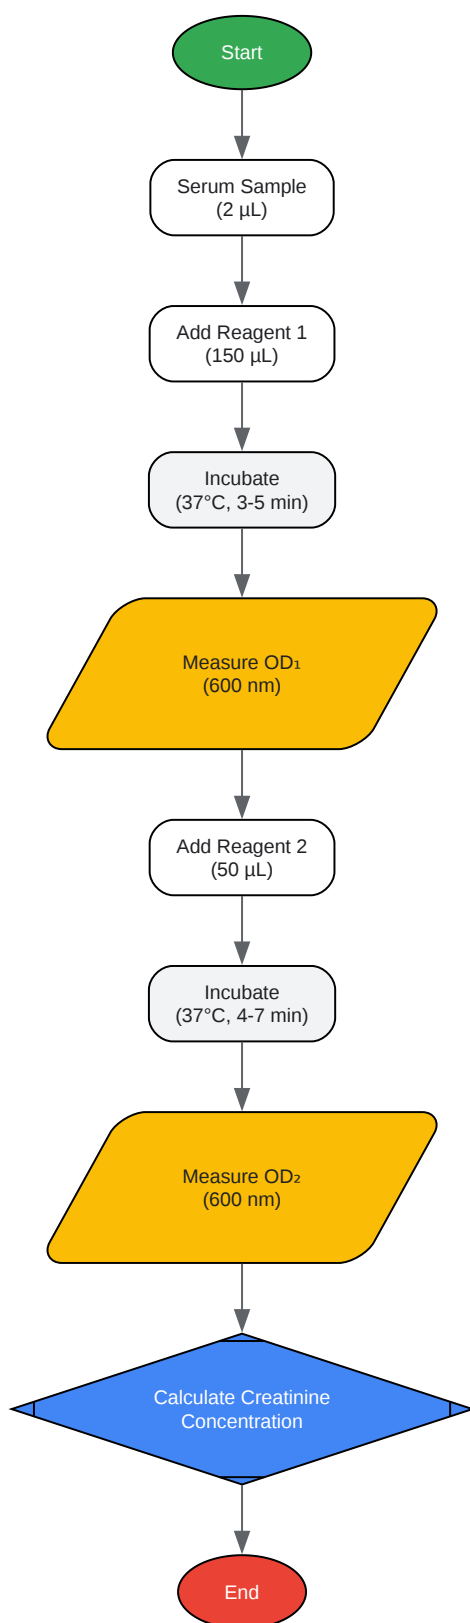 Start
Serum Sample
(2 µL)
Add Reagent 1
(150 µL)
Incubate
(37°C, 3-5 min)
Measure OD₁
(600 nm)
Add Reagent 2
(50 µL)
Incubate
(37°C, 4-7 min)
Measure OD₂
(600 nm)
Calculate Creatinine
Concentration
End